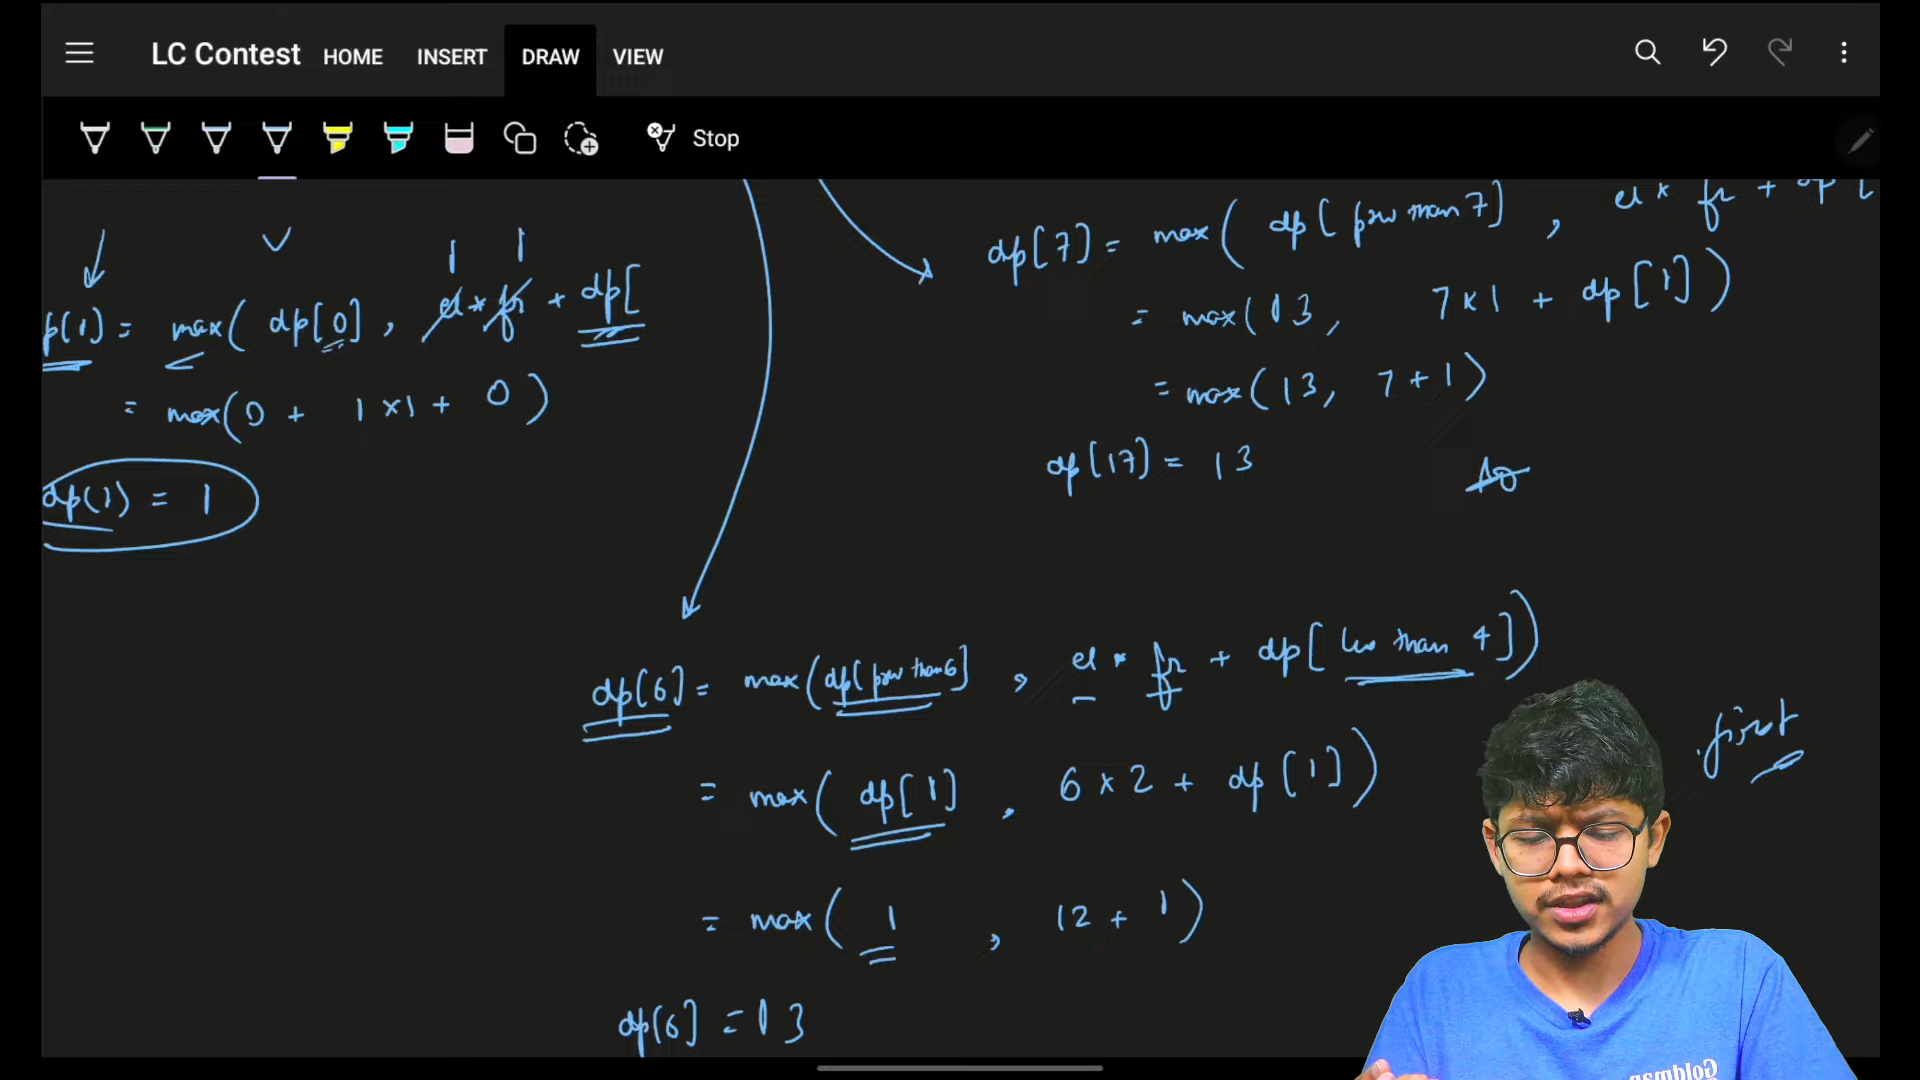 LC Contest HOME INSERT DRAW VIEW
Stop
1 1
p(1) = max( dp[0] , el * fr + dp[
= max(0 + 1 x 1 + 0 )
dp(1) = 1
dp[7] = max( dp[ prev than 7] , el * fr + dp [
= max( 13, 7 x 1 + dp [1] )
= max( 13, 7 + 1 )
dp[17] = 13
dp[6] = max( dp[ prev than 6] , el * fr + dp[ less than 4 ] )
= max( dp[1] , 6 x 2 + dp [1] )
first
= max( 1 , 12 + 1 )
dp[6] = 13